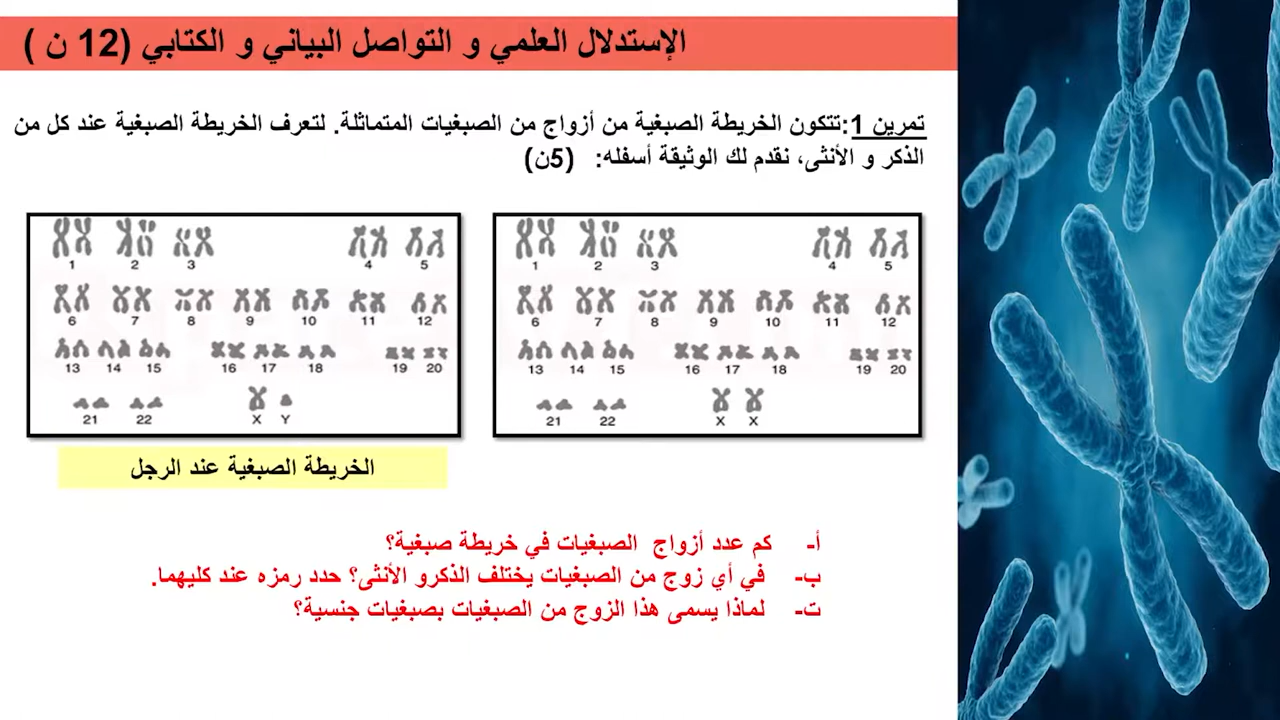 الإستدلال العلمي و التواصل البياني و الكتابي (12 ن )
تمرين 1:تتكون الخريطة الصبغية من أزواج من الصبغيات المتماثلة. لتعرف الخريطة الصبغية عند كل من
الذكر و الأنثى، نقدم لك الوثيقة أسفله: (5ن)
1 2 3 4 5
6 7 8 9 10 11 12
13 14 15 16 17 18 19 20
21 22 X Y
1 2 3 4 5
6 7 8 9 10 11 12
13 14 15 16 17 18 19 20
21 22 X X
الخريطة الصبغية عند الرجل
أ- كم عدد أزواج الصبغيات في خريطة صبغية؟
ب- في أي زوج من الصبغيات يختلف الذكرو الأنثى؟ حدد رمزه عند كليهما.
ت- لماذا يسمى هذا الزوج من الصبغيات بصبغيات جنسية؟